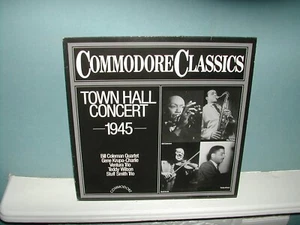 COMMODORE CLASSICS
TOWN HALL
CONCERT
1945
Bill Coleman Quartet
Gene Krupa-Charlie
Ventura Trio
Teddy Wilson
Stuff Smith Trio
COMMODORE